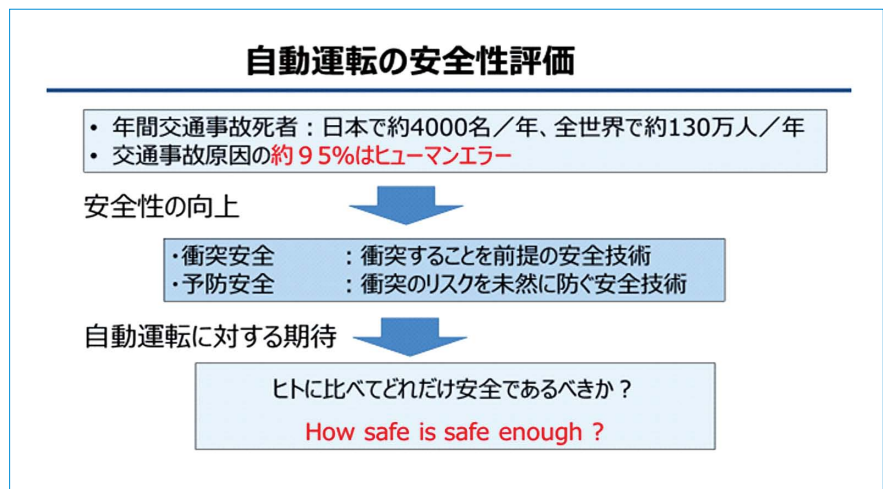 自動運転の安全性評価
• 年間交通事故死者：日本で約4000名／年、全世界で約130万人／年
• 交通事故原因の約９５%はヒューマンエラー
安全性の向上
・衝突安全 ：衝突することを前提の安全技術
・予防安全 ：衝突のリスクを未然に防ぐ安全技術
自動運転に対する期待
ヒトに比べてどれだけ安全であるべきか？
How safe is safe enough ?